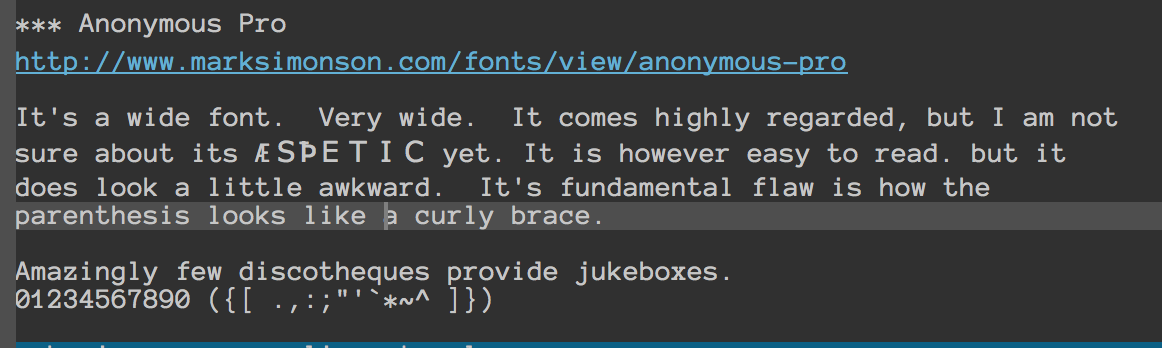 *** Anonymous Pro
http://www.marksimonson.com/fonts/view/anonymous-pro
It's a wide font.  Very wide.  It comes highly regarded, but I am not
sure about its ÆＳÞＥＴＩＣ yet. It is however easy to read. but it
does look a little awkward.  It's fundamental flaw is how the
parenthesis looks like a curly brace.
Amazingly few discotheques provide jukeboxes.
01234567890 ({[ .,:;"'`*~^ ]})